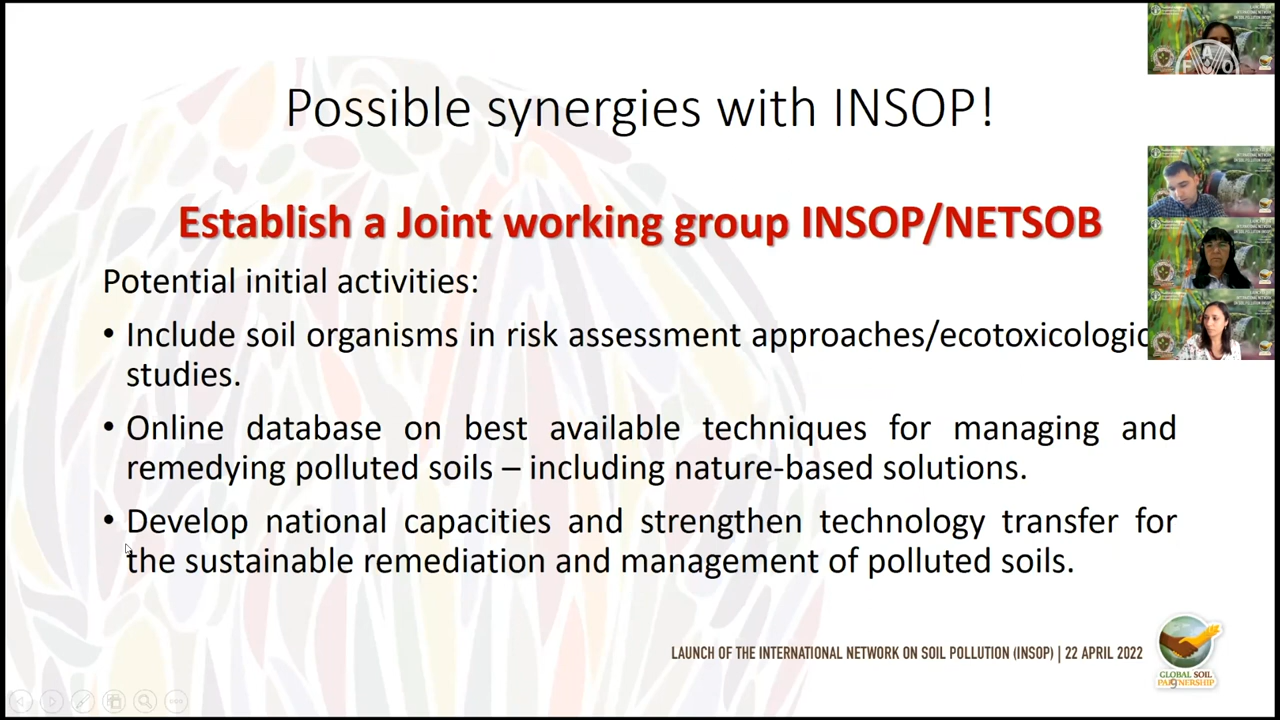 Possible synergies with INSOP!
Establish a Joint working group INSOP/NETSOB
Potential initial activities:
• Include soil organisms in risk assessment approaches/ecotoxicologic
studies.
• Online database on best available techniques for managing and
remedying polluted soils – including nature-based solutions.
• Develop national capacities and strengthen technology transfer for
the sustainable remediation and management of polluted soils.
LAUNCH OF THE INTERNATIONAL NETWORK ON SOIL POLLUTION (INSOP) | 22 APRIL 2022
GLOBAL SOIL
PARTNERSHIP
9